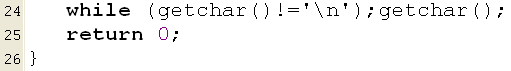 24 while (getchar()!='\n');getchar();
25 return 0;
26 }